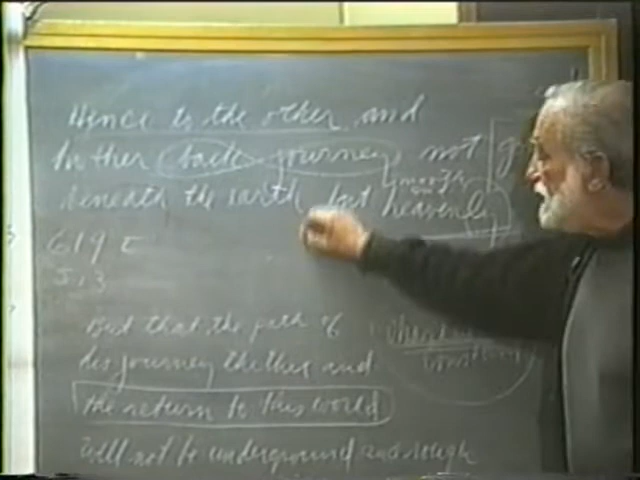 Hence to the other and
hither back journey not
beneath the earth but heavenly
smooth
619 E
5, 13
But that the path of
his journey thither and
the return to this world
will not be underground and rough